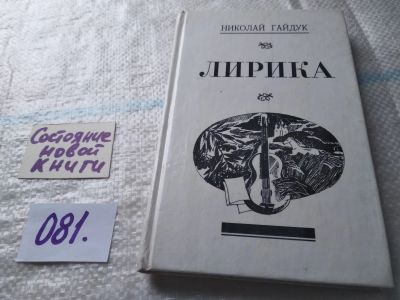 НИКОЛАЙ ГАЙДУК
ЛИРИКА
Состояние
новой
книги
081.